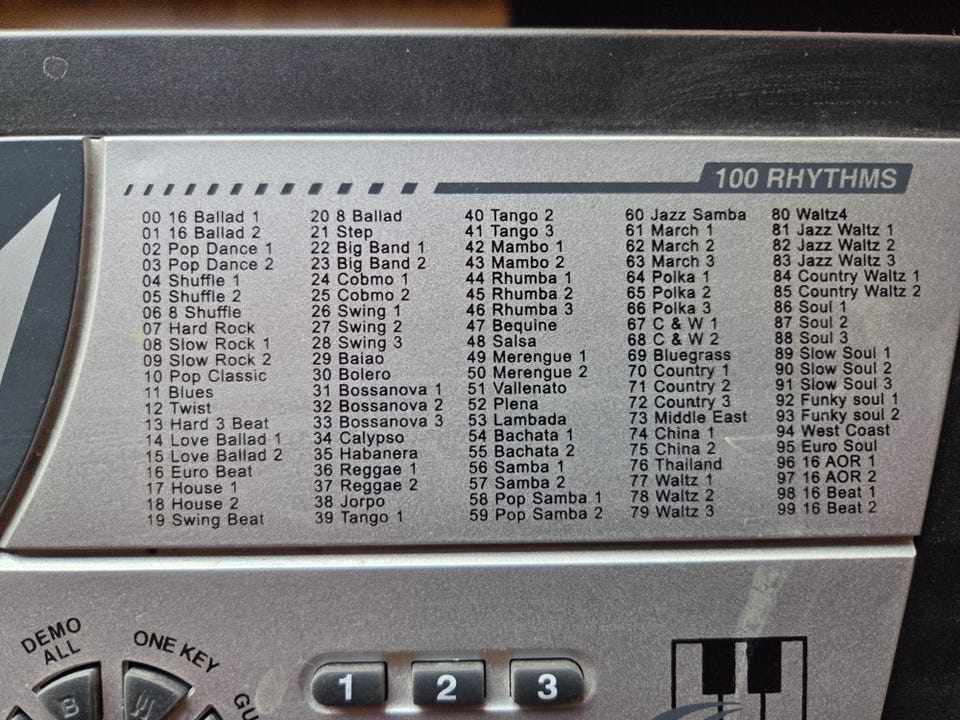 100 RHYTHMS
00 16 Ballad 1
01 16 Ballad 2
02 Pop Dance 1
03 Pop Dance 2
04 Shuffle 1
05 Shuffle 2
06 8 Shuffle
07 Hard Rock
08 Slow Rock 1
09 Slow Rock 2
10 Pop Classic
11 Blues
12 Twist
13 Hard 3 Beat
14 Love Ballad 1
15 Love Ballad 2
16 Euro Beat
17 House 1
18 House 2
19 Swing Beat
20 8 Ballad
21 Step
22 Big Band 1
23 Big Band 2
24 Cobmo 1
25 Cobmo 2
26 Swing 1
27 Swing 2
28 Swing 3
29 Baiao
30 Bolero
31 Bossanova 1
32 Bossanova 2
33 Bossanova 3
34 Calypso
35 Habanera
36 Reggae 1
37 Reggae 2
38 Jorpo
39 Tango 1
40 Tango 2
41 Tango 3
42 Mambo 1
43 Mambo 2
44 Rhumba 1
45 Rhumba 2
46 Rhumba 3
47 Bequine
48 Salsa
49 Merengue 1
50 Merengue 2
51 Vallenato
52 Plena
53 Lambada
54 Bachata 1
55 Bachata 2
56 Samba 1
57 Samba 2
58 Pop Samba 1
59 Pop Samba 2
60 Jazz Samba
61 March 1
62 March 2
63 March 3
64 Polka 1
65 Polka 2
66 Polka 3
67 C & W 1
68 C & W 2
69 Bluegrass
70 Country 1
71 Country 2
72 Country 3
73 Middle East
74 China 1
75 China 2
76 Thailand
77 Waltz 1
78 Waltz 2
79 Waltz 3
80 Waltz4
81 Jazz Waltz 1
82 Jazz Waltz 2
83 Jazz Waltz 3
84 Country Waltz 1
85 Country Waltz 2
86 Soul 1
87 Soul 2
88 Soul 3
89 Slow Soul 1
90 Slow Soul 2
91 Slow Soul 3
92 Funky soul 1
93 Funky soul 2
94 West Coast
95 Euro Soul
96 16 AOR 1
97 16 AOR 2
98 16 Beat 1
99 16 Beat 2
DEMO
ALL
ONE KEY
1 2 3
B